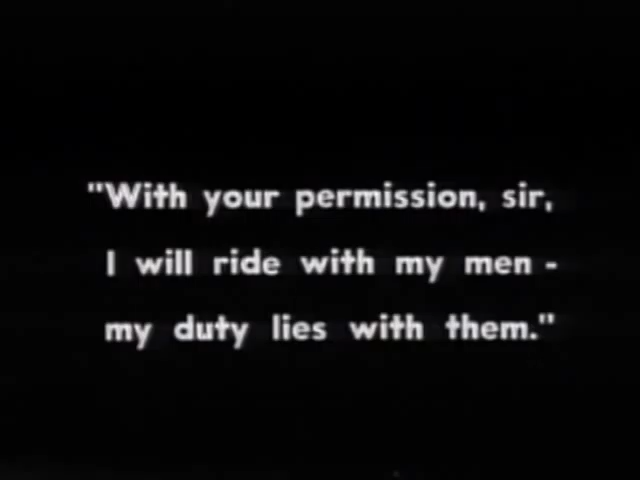 "With your permission, sir,
I will ride with my men -
my duty lies with them."